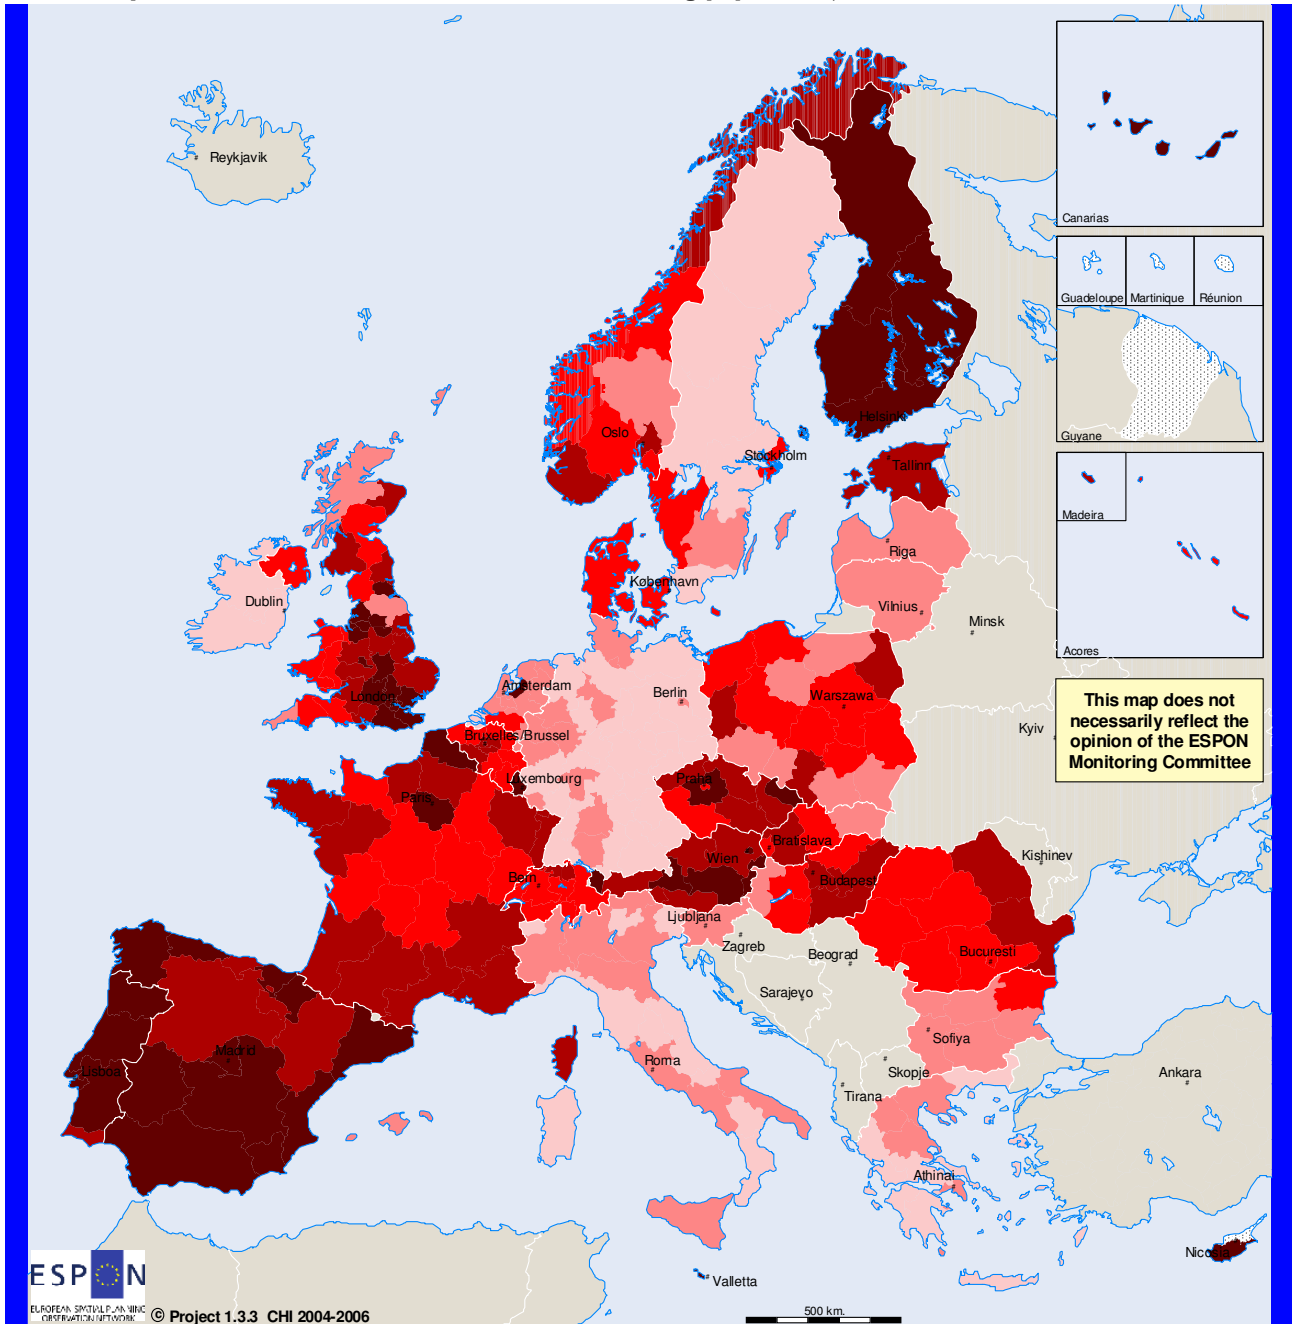 Reykjavik
Canarias
Guadeloupe
Martinique
Réunion
Guyane
Madeira
Acores
Oslo
Stockholm
Helsinki
Tallinn
Riga
Vilnius
Minsk
Dublin
København
London
Amsterdam
Berlin
Warszawa
Kyiv
Bruxelles/Brussel
Luxembourg
Praha
Paris
Bratislava
Wien
Budapest
Kishinev
Bern
Ljubljana
Zagreb
Beograd
Bucuresti
Sarajevo
Sofiya
Skopje
Tirana
Roma
Madrid
Lisboa
Ankara
Athinai
Nicosia
Valletta
This map does not
necessarily reflect the
opinion of the ESPON
Monitoring Committee
ESPON
EUROPEAN SPATIAL PLANNING
OBSERVATION NETWORK
© Project 1.3.3 CHI 2004-2006
500 km.